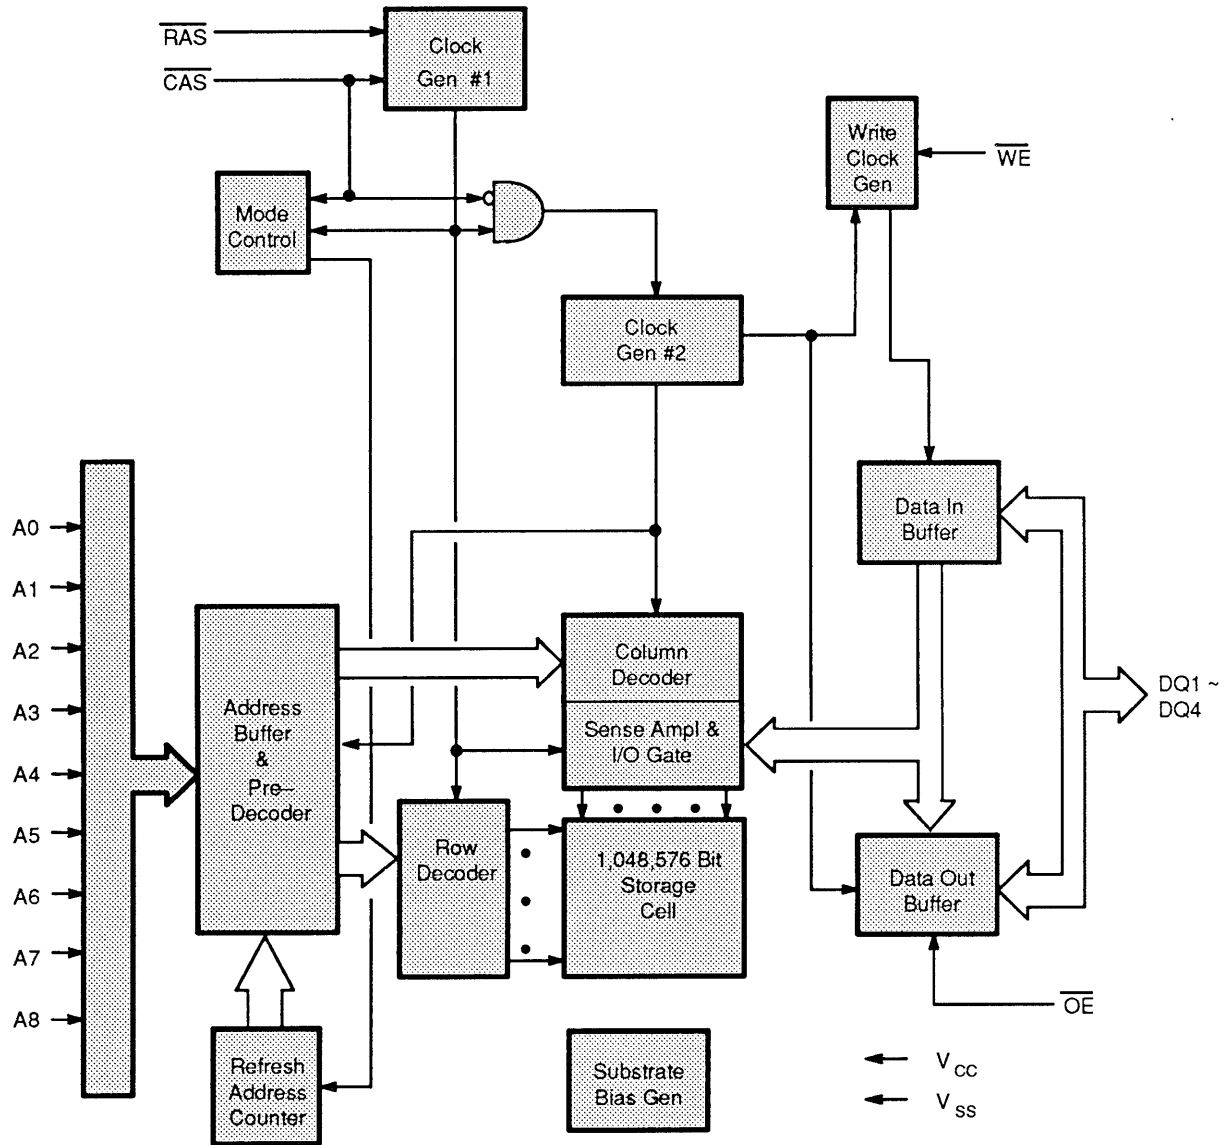 RAS
CAS
Clock
Gen #1
Write
Clock
Gen
WE
Mode
Control
Clock
Gen #2
A0
A1
A2
A3
A4
A5
A6
A7
A8
Address
Buffer
&
Pre–
Decoder
Column
Decoder
Sense Ampl &
I/O Gate
Data In
Buffer
DQ1 ~
DQ4
Row
Decoder
1,048,576 Bit
Storage
Cell
Data Out
Buffer
OE
Refresh
Address
Counter
Substrate
Bias Gen
VCC
VSS